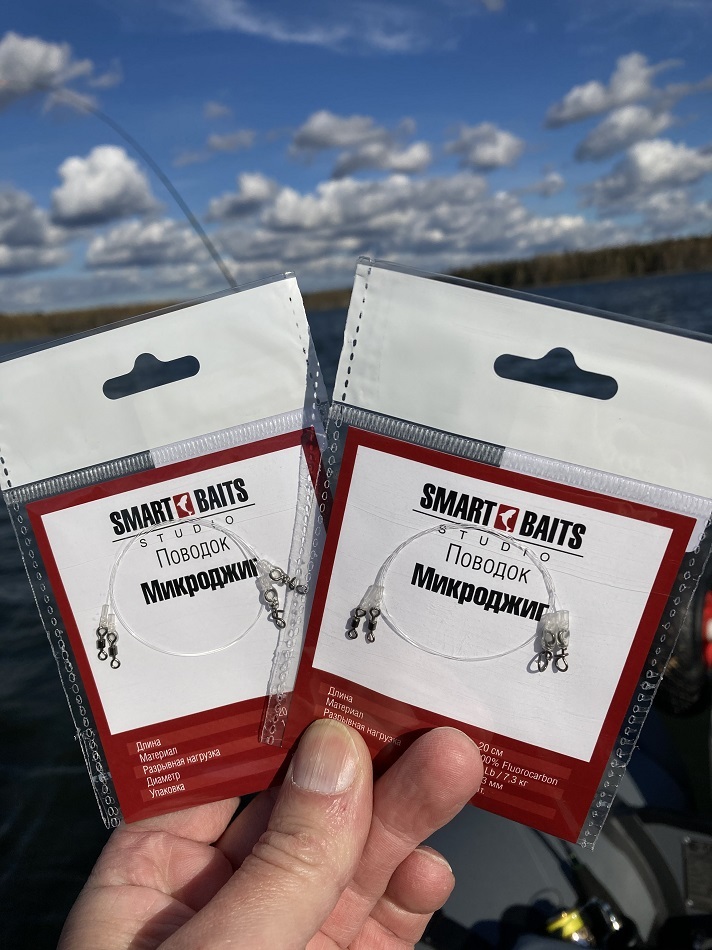 SMART BAITS
STUDIO
Поводок
Микроджиг
Длина
Материал
Разрывная нагрузка
Диаметр
Упаковка
SMART BAITS
STUDIO
Поводок
Микроджиг
Длина
20 см
Материал
100% Fluorocarbon
Разрывная нагрузка
Lb / 7,3 кг
мм